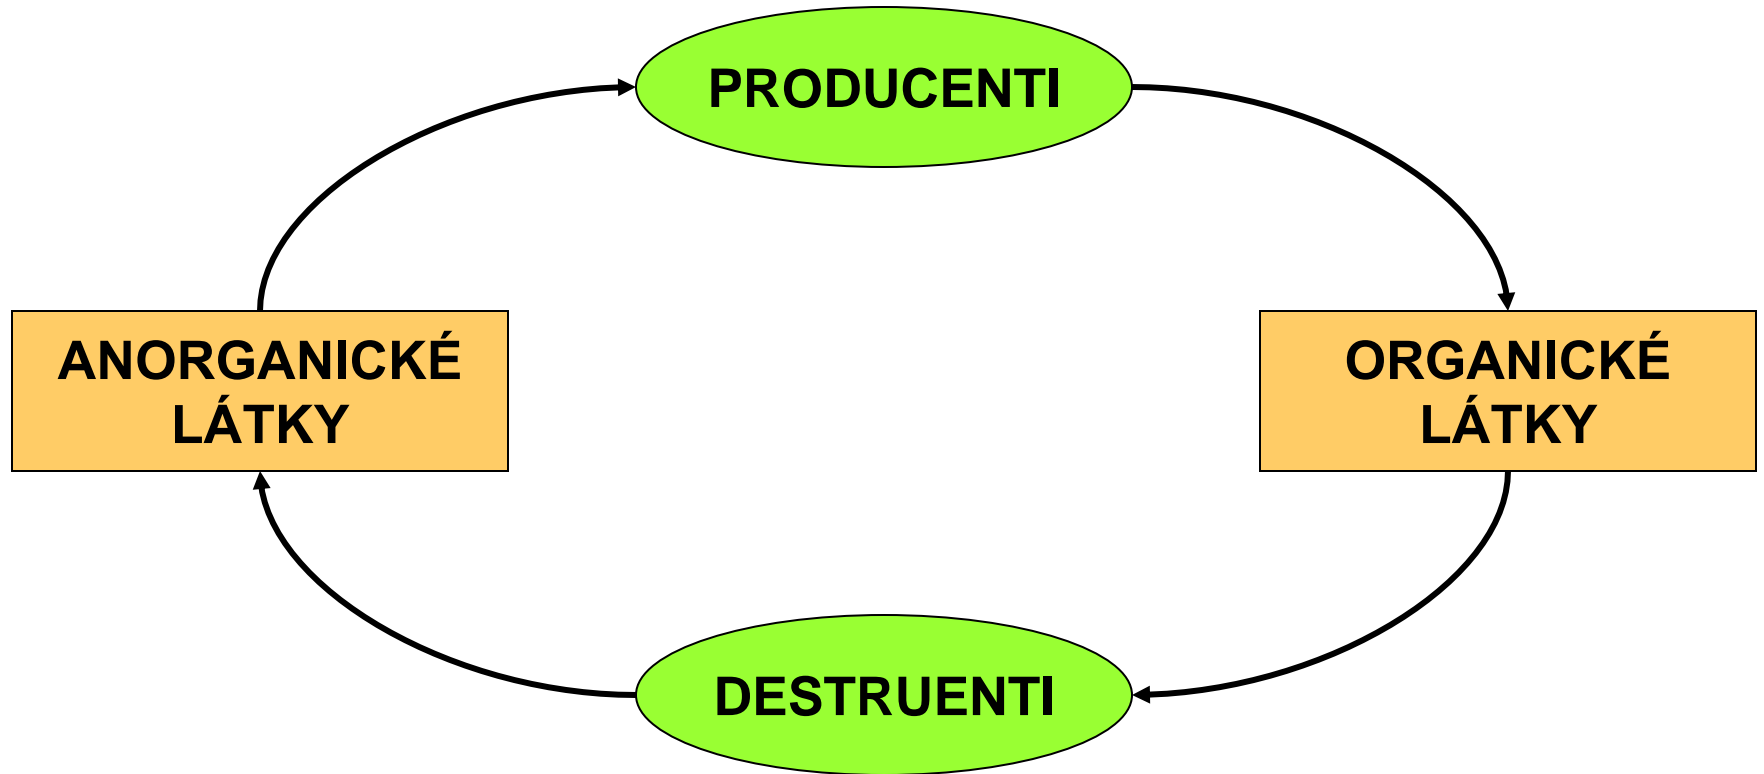 PRODUCENTI
ANORGANICKÉ
LÁTKY
ORGANICKÉ
LÁTKY
DESTRUENTI